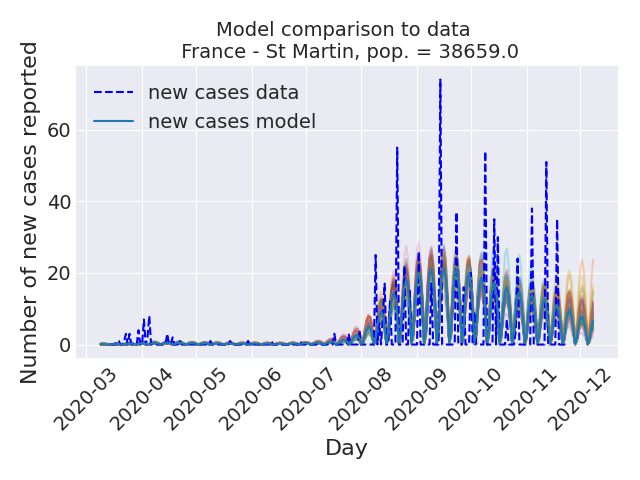 Model comparison to data
France - St Martin, pop. = 38659.0
new cases data
new cases model
Number of new cases reported
60
40
20
0
2020-03
2020-04
2020-05
2020-06
2020-07
2020-08
2020-09
2020-10
2020-11
2020-12
Day